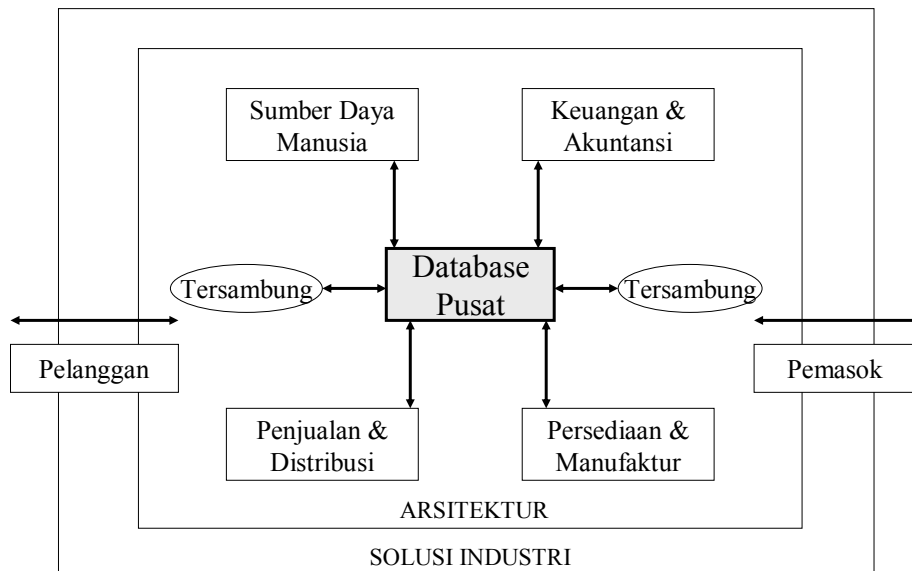 Sumber Daya
Manusia
Keuangan &
Akuntansi
Tersambung
Database
Pusat
Tersambung
Pelanggan
Pemasok
Penjualan &
Distribusi
Persediaan &
Manufaktur
ARSITEKTUR
SOLUSI INDUSTRI